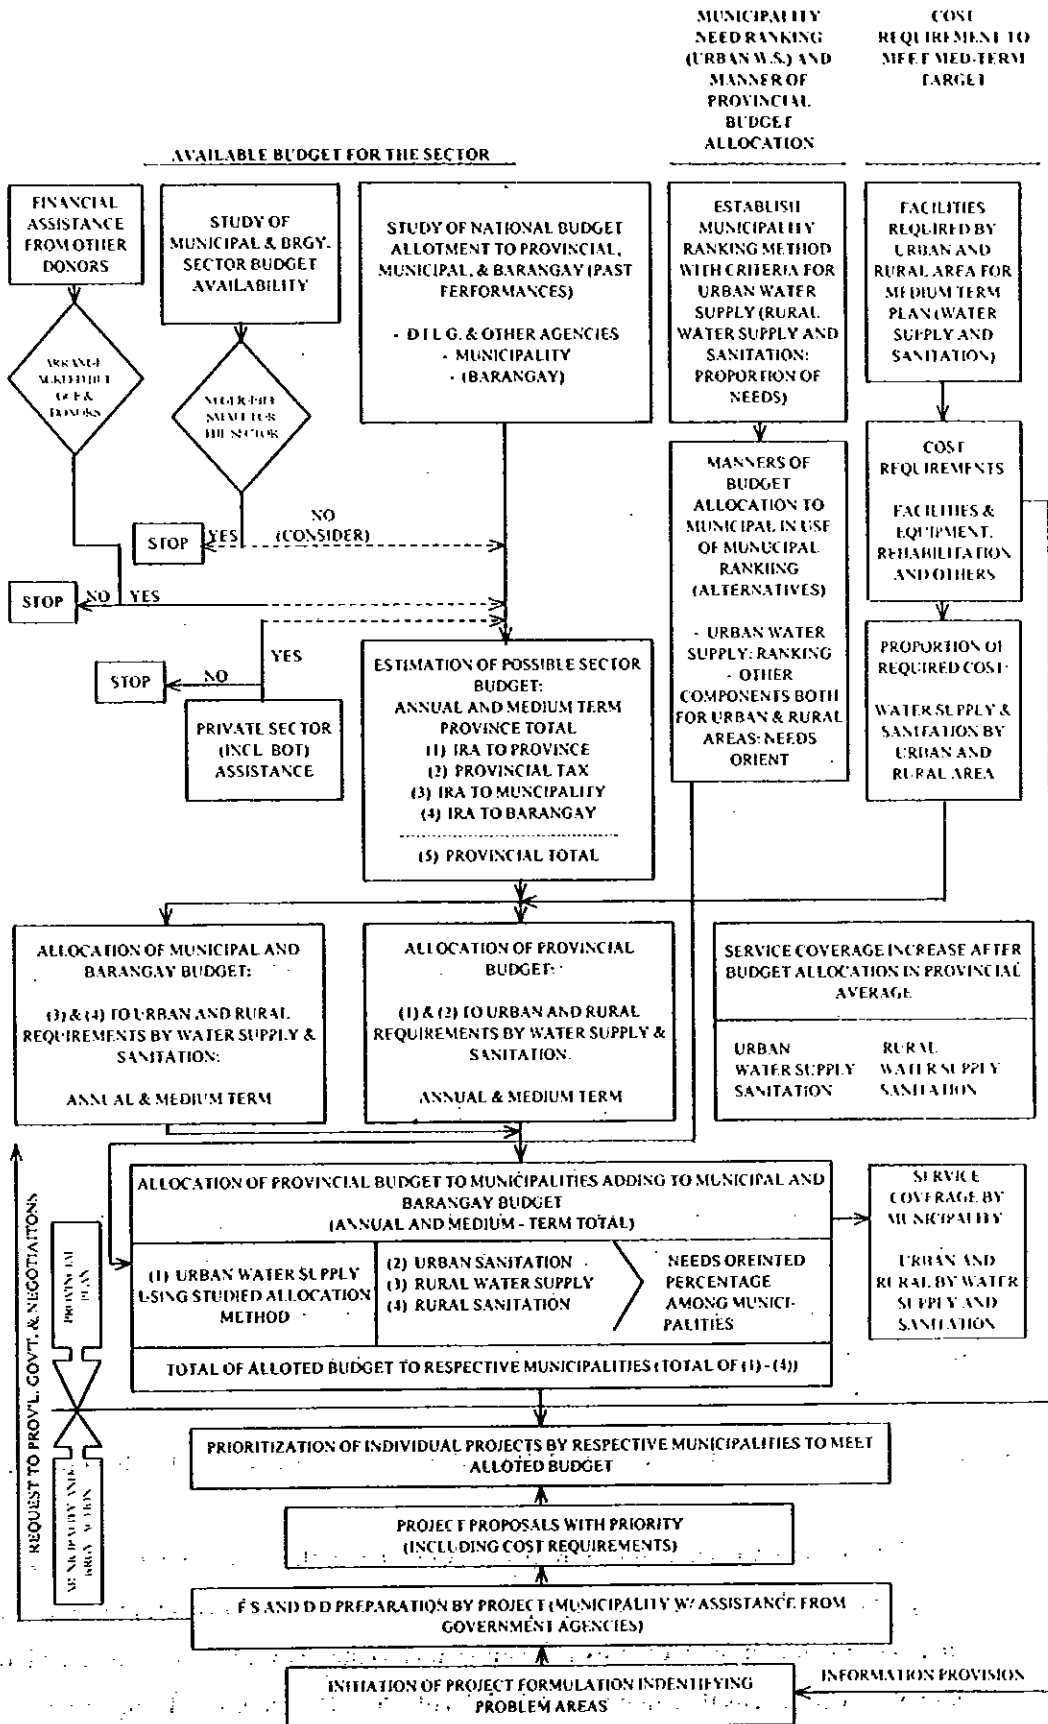 MUNICIPALITY
NEED RANKING
(URBAN W.S.) AND
MANNER OF
PROVINCIAL
BUDGET
ALLOCATION
COST
REQUIREMENT TO
MEET MED-TERM
TARGET
AVAILABLE BUDGET FOR THE SECTOR
FINANCIAL
ASSISTANCE
FROM OTHER
DONORS
STUDY OF
MUNICIPAL & BRGY-
SECTOR BUDGET
AVAILABILITY
STUDY OF NATIONAL BUDGET
ALLOTMENT TO PROVINCIAL,
MUNICIPAL, & BARANGAY (PAST
PERFORMANCES)
- D I L G. & OTHER AGENCIES
- MUNICIPALITY
- (BARANGAY)
ESTABLISH
MUNICIPALITY
RANKING METHOD
WITH CRITERIA FOR
URBAN WATER
SUPPLY (RURAL
WATER SUPPLY AND
SANITATION:
PROPORTION OF
NEEDS)
FACILITIES
REQUIRED BY
URBAN AND
RURAL AREA FOR
MEDIUM TERM
PLAN (WATER
SUPPLY AND
SANITATION)
ARRANGE
DONORS
SMALL FOR
THE SECTOR
MANNERS OF
BUDGET
ALLOCATION TO
MUNICIPAL IN USE
OF MUNUCIPAL
RANKIING
(ALTERNATIVES)
- URBAN WATER
SUPPLY: RANKING
- OTHER
COMPONENTS BOTH
FOR URBAN & RURAL
AREAS: NEEDS
ORIENT
COST
REQUIREMENTS
FACILITIES &
EQUIPMENT,
REHABILITATION
AND OTHERS
STOP
YES
NO
(CONSIDER)
STOP
NO
YES
PROPORTION OF
REQUIRED COST:
WATER SUPPLY &
SANITATION BY
URBAN AND
RURAL AREA
STOP
NO
YES
PRIVATE SECTOR
(INCL. BOT)
ASSISTANCE
ESTIMATION OF POSSIBLE SECTOR
BUDGET:
ANNUAL AND MEDIUM TERM
PROVINCE TOTAL
(1) IRA TO PROVINCE
(2) PROVINCIAL TAX
(3) IRA TO MUNCIPALITY
(4) IRA TO BARANGAY
(5) PROVINCIAL TOTAL
ALLOCATION OF MUNICIPAL AND
BARANGAY BUDGET:
(3) & (4) TO URBAN AND RURAL
REQUIREMENTS BY WATER SUPPLY &
SANITATION:
ANNUAL & MEDIUM TERM
ALLOCATION OF PROVINCIAL
BUDGET:
(1) & (2) TO URBAN AND RURAL
REQUIREMENTS BY WATER SUPPLY &
SANITATION.
ANNUAL & MEDIUM TERM
SERVICE COVERAGE INCREASE AFTER
BUDGET ALLOCATION IN PROVINCIAL
AVERAGE
URBAN
WATER SUPPLY
SANITATION
RURAL
WATER SUPPLY
SANITATION
ALLOCATION OF PROVINCIAL BUDGET TO MUNICIPALITIES ADDING TO MUNICIPAL AND
BARANGAY BUDGET
(ANNUAL AND MEDIUM - TERM TOTAL)
(1) URBAN WATER SUPPLY
USING STUDIED ALLOCATION
METHOD
(2) URBAN SANITATION
(3) RURAL WATER SUPPLY
(4) RURAL SANITATION
NEEDS OREINTED
PERCENTAGE
AMONG MUNICI-
PALITIES
TOTAL OF ALLOTED BUDGET TO RESPECTIVE MUNICIPALITIES (TOTAL OF (1) - (4))
SERVICE
COVERAGE BY
MUNICIPALITY
URBAN AND
RURAL BY WATER
SUPPLY AND
SANITATION
REQUEST TO PROV'L. GOV'T. & NEGOTIAITONS
PROVINCIAL
PLAN
MUNICIPALITY AND
BRGY ACTION
PRIORITIZATION OF INDIVIDUAL PROJECTS BY RESPECTIVE MUNICIPALITIES TO MEET
ALLOTED BUDGET
PROJECT PROPOSALS WITH PRIORITY
(INCLUDING COST REQUIREMENTS)
F S AND D D PREPARATION BY PROJECT (MUNICIPALITY W/ ASSISTANCE FROM
GOVERNMENT AGENCIES)
INITIATION OF PROJECT FORMULATION INDENTIFYING
PROBLEM AREAS
INFORMATION PROVISION